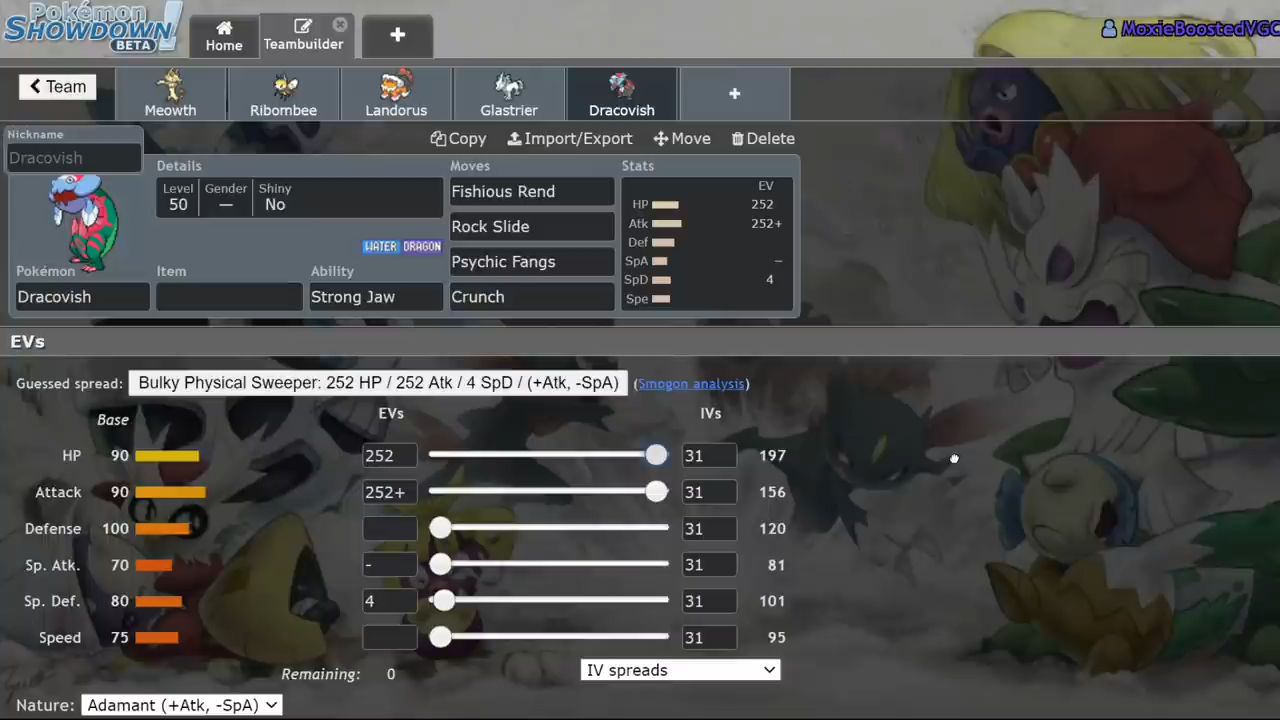 Pokémon
SHOWDOWN!
BETA
Home
Teambuilder
+
MoxieBoostedVGC
Team
Meowth
Ribombee
Landorus
Glastrier
Dracovish
+
Copy
Import/Export
Move
Delete
Nickname
Dracovish
Details
Level Gender Shiny
50 — No
WATER DRAGON
Pokémon
Dracovish
Item
Ability
Strong Jaw
Moves
Fishious Rend
Rock Slide
Psychic Fangs
Crunch
Stats
EV
HP 252
Atk 252+
Def
SpA –
SpD 4
Spe
EVs
Guessed spread: Bulky Physical Sweeper: 252 HP / 252 Atk / 4 SpD / (+Atk, -SpA) (Smogon analysis)
Base EVs IVs
HP 90 252 31 197
Attack 90 252+ 31 156
Defense 100 31 120
Sp. Atk. 70 - 31 81
Sp. Def. 80 4 31 101
Speed 75 31 95
Remaining: 0 IV spreads
Nature: Adamant (+Atk, -SpA)